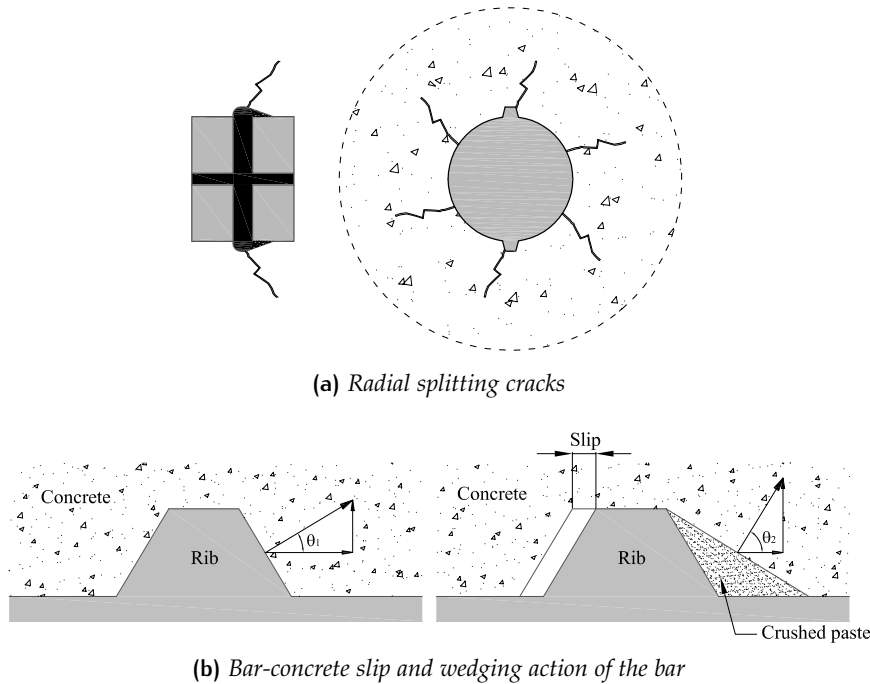 (a) Radial splitting cracks
Slip
Concrete
θ1
Rib
Concrete
θ2
Rib
Crushed paste
(b) Bar-concrete slip and wedging action of the bar